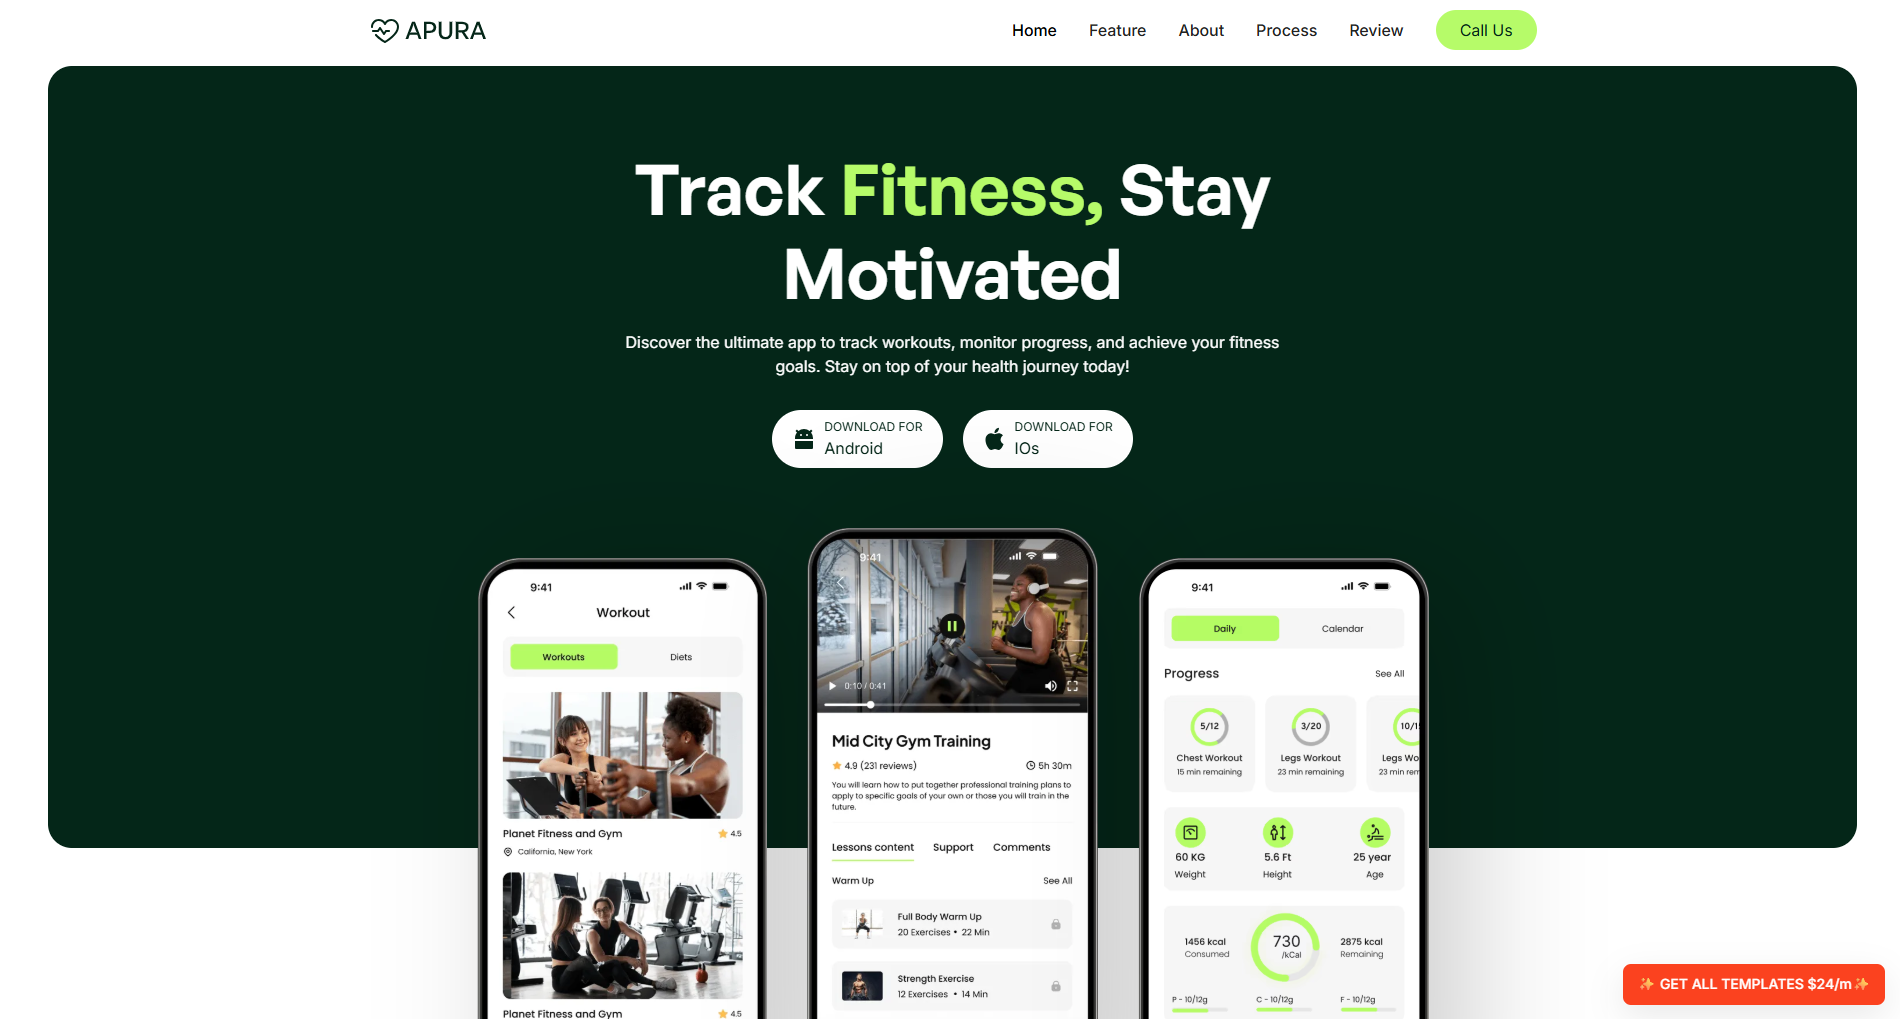 APURA
Home Feature About Process Review Call Us
Track Fitness, Stay
Motivated
Discover the ultimate app to track workouts, monitor progress, and achieve your fitness
goals. Stay on top of your health journey today!
DOWNLOAD FOR
Android
DOWNLOAD FOR
IOs
9:41
Workout
Workouts Diets
Planet Fitness and Gym 4.5
California, New York
Planet Fitness and Gym 4.5
9:41
0:10 / 0:41
Mid City Gym Training
4.9 (231 reviews) 5h 30m
You will learn how to put together professional training plans to
apply to specific goals of your own or those you will train in the
future.
Lessons content Support Comments
Warm Up See All
Full Body Warm Up
20 Exercises • 22 Min
Strength Exercise
12 Exercises • 14 Min
9:41
Daily Calendar
Progress See All
5/12 3/20 10/1
Chest Workout Legs Workout Legs Wo
15 min remaining 23 min remaining 23 min rem
60 KG 5.6 Ft 25 year
Weight Height Age
1456 kcal 730 2875 kcal
Consumed /kCal Remaining
P - 10/12g C - 10/12g F - 10/12g
✨ GET ALL TEMPLATES $24/m ✨